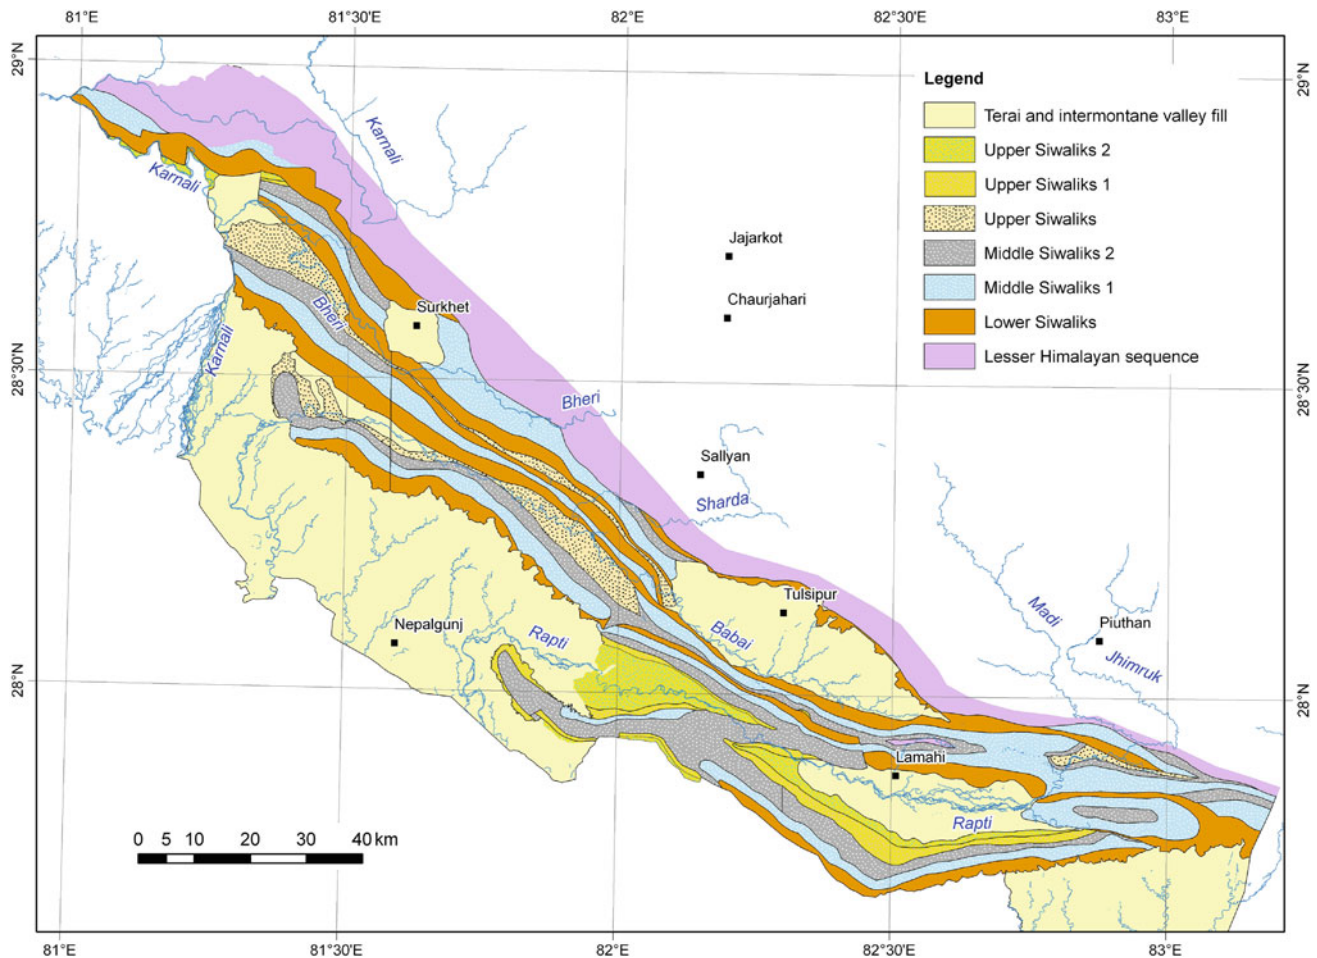 81°E 81°30'E 82°E 82°30'E 83°E
29°N
29°N
Legend
Terai and intermontane valley fill
Upper Siwaliks 2
Upper Siwaliks 1
Upper Siwaliks
Middle Siwaliks 2
Middle Siwaliks 1
Lower Siwaliks
Lesser Himalayan sequence
Karnali
Karnali
Jajarkot
Chaurjahari
Surkhet
Bheri
Karnali
28°30'N
28°30'N
Bheri
Sallyan
Sharda
Tulsipur
Madi
Piuthan
Nepalgunj
Rapti
Babai
Jhimruk
28°N
28°N
Lamahi
Rapti
0 5 10 20 30 40 km
81°E 81°30'E 82°E 82°30'E 83°E